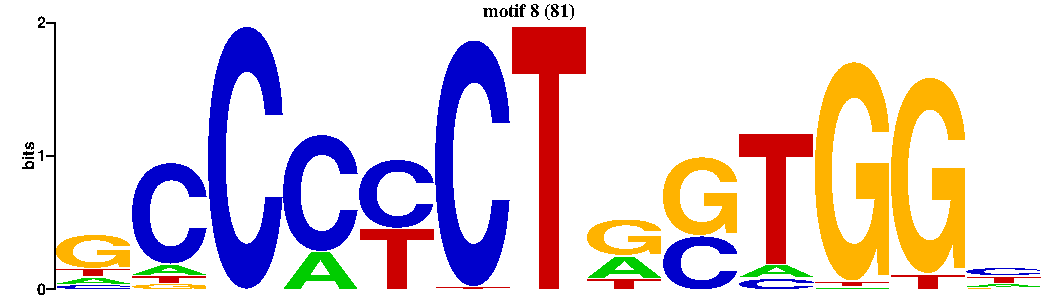 motif 8 (81)
2
1
0
bits
G C C C C C T G G T G G C
T A A T A C A T T T
A T T C A A
C G